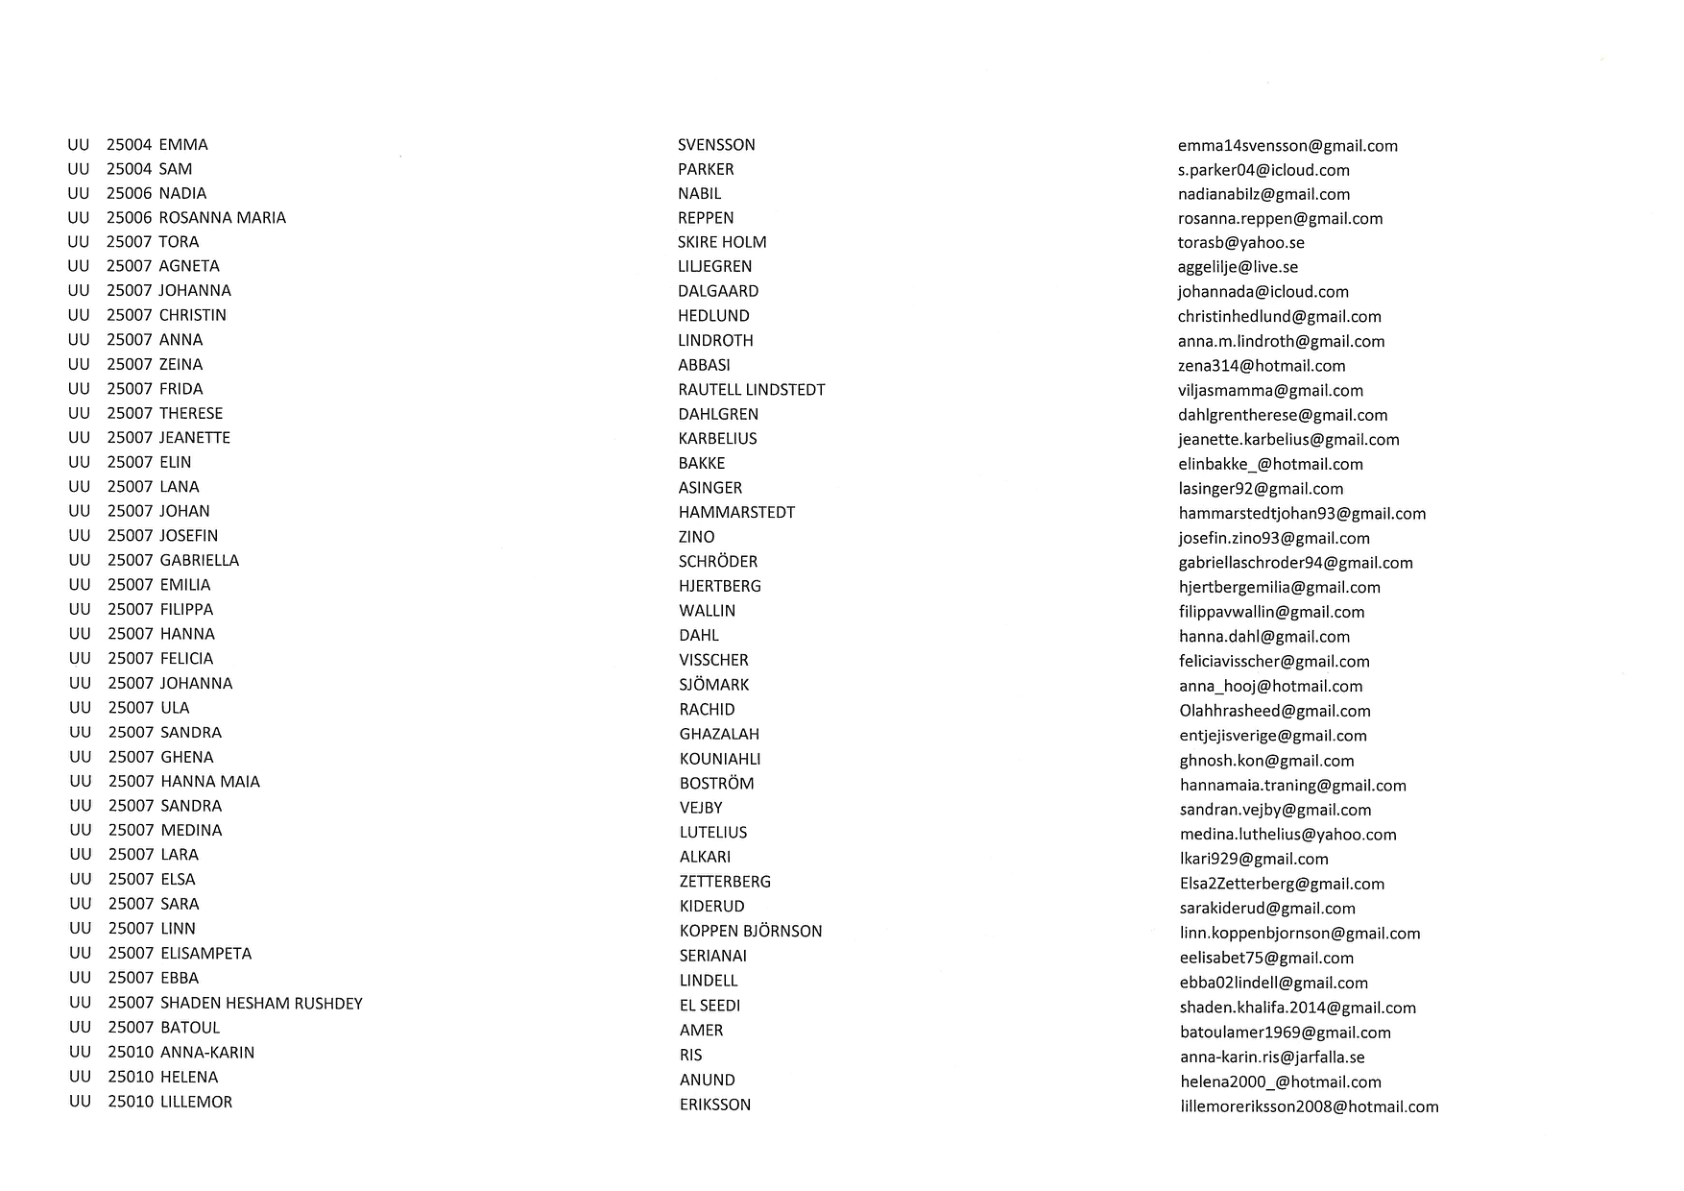 UU 25004 EMMA SVENSSON emma14svensson@gmail.com
UU 25004 SAM PARKER s.parker04@icloud.com
UU 25006 NADIA NABIL nadianabilz@gmail.com
UU 25006 ROSANNA MARIA REPPEN rosanna.reppen@gmail.com
UU 25007 TORA SKIRE HOLM torasb@yahoo.se
UU 25007 AGNETA LILJEGREN aggelilje@live.se
UU 25007 JOHANNA DALGAARD johannada@icloud.com
UU 25007 CHRISTIN HEDLUND christinhedlund@gmail.com
UU 25007 ANNA LINDROTH anna.m.lindroth@gmail.com
UU 25007 ZEINA ABBASI zena314@hotmail.com
UU 25007 FRIDA RAUTELL LINDSTEDT viljasmamma@gmail.com
UU 25007 THERESE DAHLGREN dahlgrentherese@gmail.com
UU 25007 JEANETTE KARBELIUS jeanette.karbelius@gmail.com
UU 25007 ELIN BAKKE elinbakke_@hotmail.com
UU 25007 LANA ASINGER lasinger92@gmail.com
UU 25007 JOHAN HAMMARSTEDT hammarstedtjohan93@gmail.com
UU 25007 JOSEFIN ZINO josefin.zino93@gmail.com
UU 25007 GABRIELLA SCHRÖDER gabriellaschroder94@gmail.com
UU 25007 EMILIA HJERTBERG hjertbergemilia@gmail.com
UU 25007 FILIPPA WALLIN filippavwallin@gmail.com
UU 25007 HANNA DAHL hanna.dahl@gmail.com
UU 25007 FELICIA VISSCHER feliciavisscher@gmail.com
UU 25007 JOHANNA SJÖMARK anna_hooj@hotmail.com
UU 25007 ULA RACHID Olahhrasheed@gmail.com
UU 25007 SANDRA GHAZALAH entjejisverige@gmail.com
UU 25007 GHENA KOUNIAHLI ghnosh.kon@gmail.com
UU 25007 HANNA MAIA BOSTRÖM hannamaia.traning@gmail.com
UU 25007 SANDRA VEJBY sandran.vejby@gmail.com
UU 25007 MEDINA LUTELIUS medina.luthelius@yahoo.com
UU 25007 LARA ALKARI lkari929@gmail.com
UU 25007 ELSA ZETTERBERG Elsa2Zetterberg@gmail.com
UU 25007 SARA KIDERUD sarakiderud@gmail.com
UU 25007 LINN KOPPEN BJÖRNSON linn.koppenbjornson@gmail.com
UU 25007 ELISAMPETA SERIANAI eelisabet75@gmail.com
UU 25007 EBBA LINDELL ebba02lindell@gmail.com
UU 25007 SHADEN HESHAM RUSHDEY EL SEEDI shaden.khalifa.2014@gmail.com
UU 25007 BATOUL AMER batoulamer1969@gmail.com
UU 25010 ANNA-KARIN RIS anna-karin.ris@jarfalla.se
UU 25010 HELENA ANUND helena2000_@hotmail.com
UU 25010 LILLEMOR ERIKSSON lillemoreriksson2008@hotmail.com